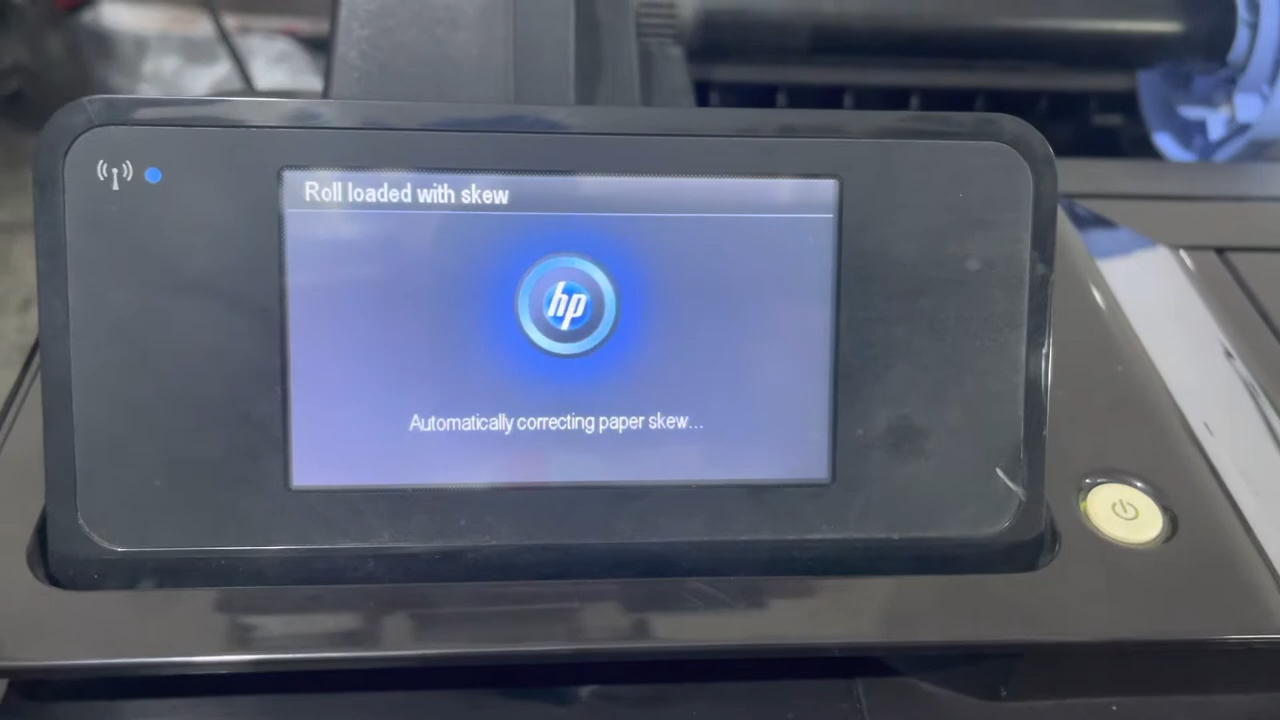 Roll loaded with skew
hp
Automatically correcting paper skew...